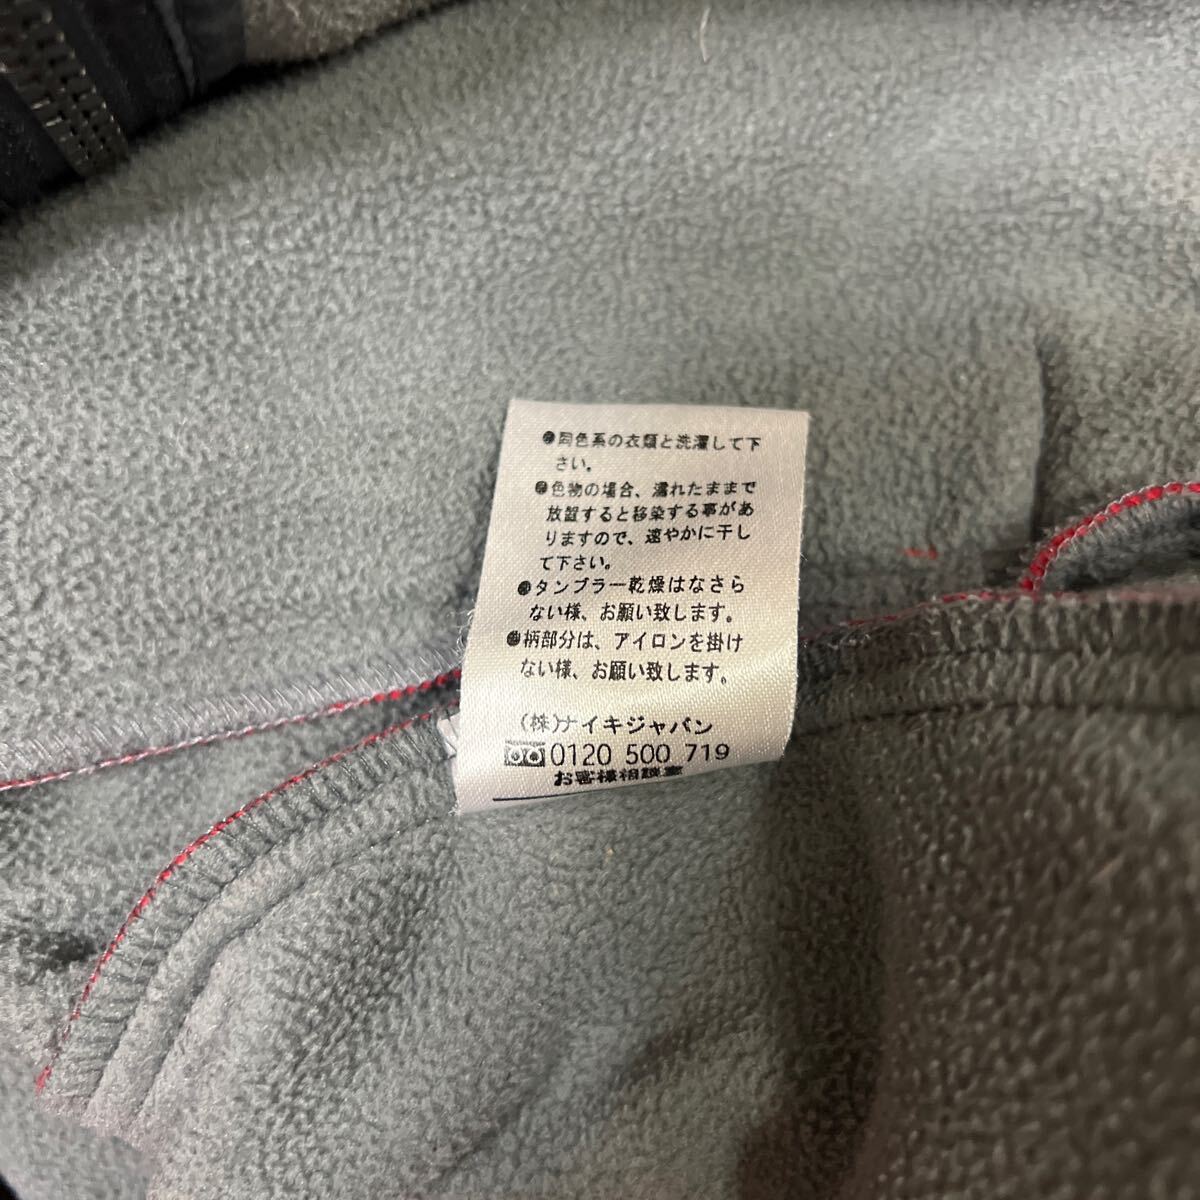 ●同色系の衣類と洗濯して下
さい。
●色物の場合、濡れたままで
放置すると移染する事があ
りますので、速やかに干し
て下さい。
●タンブラー乾燥はなさら
ない様、お願い致します。
●柄部分は、アイロンを掛け
ない様、お願い致します。
(株)ナイキジャパン
0120 500 719
お客様相談室